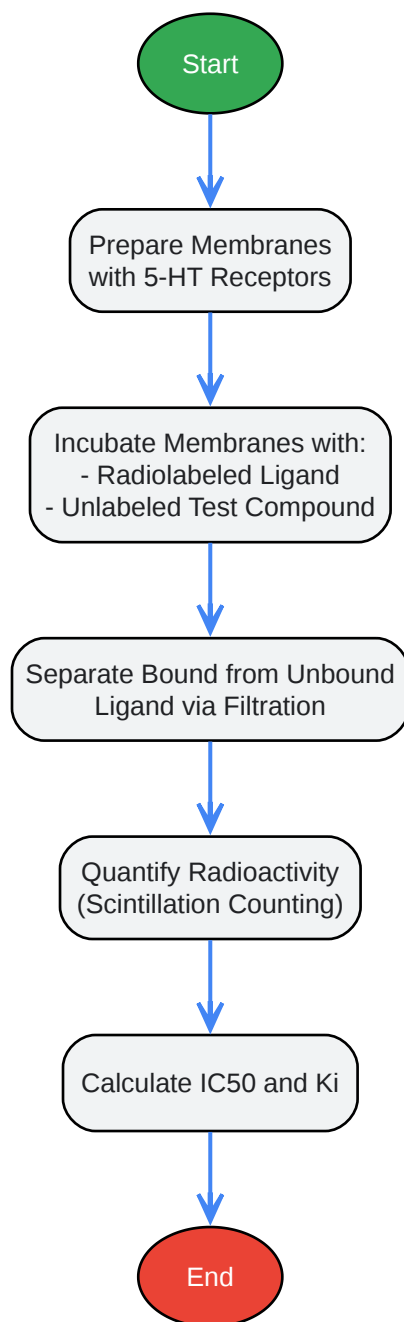 Start
Prepare Membranes
with 5-HT Receptors
Incubate Membranes with:
- Radiolabeled Ligand
- Unlabeled Test Compound
Separate Bound from Unbound
Ligand via Filtration
Quantify Radioactivity
(Scintillation Counting)
Calculate IC50 and Ki
End